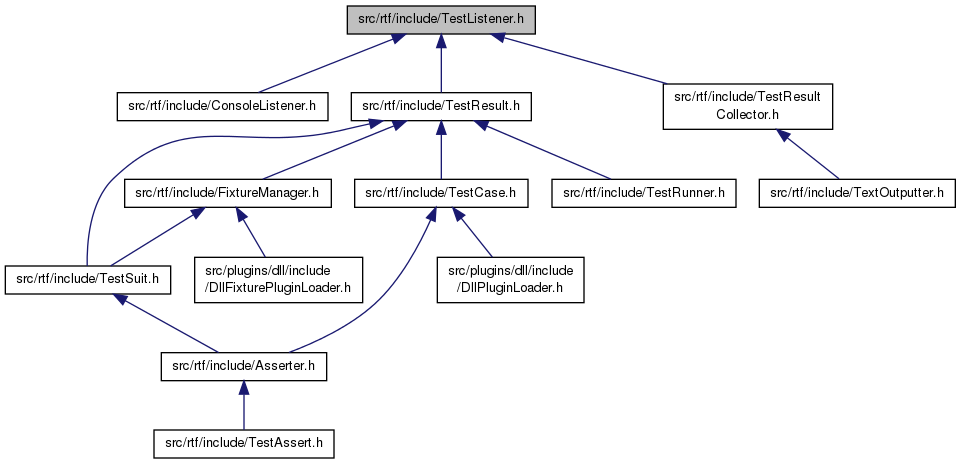 src/rtf/include/TestListener.h
src/rtf/include/ConsoleListener.h
src/rtf/include/TestResult.h
src/rtf/include/TestResult
Collector.h
src/rtf/include/FixtureManager.h
src/rtf/include/TestCase.h
src/rtf/include/TestRunner.h
src/rtf/include/TextOutputter.h
src/rtf/include/TestSuit.h
src/plugins/dll/include
/DllFixturePluginLoader.h
src/plugins/dll/include
/DllPluginLoader.h
src/rtf/include/Asserter.h
src/rtf/include/TestAssert.h